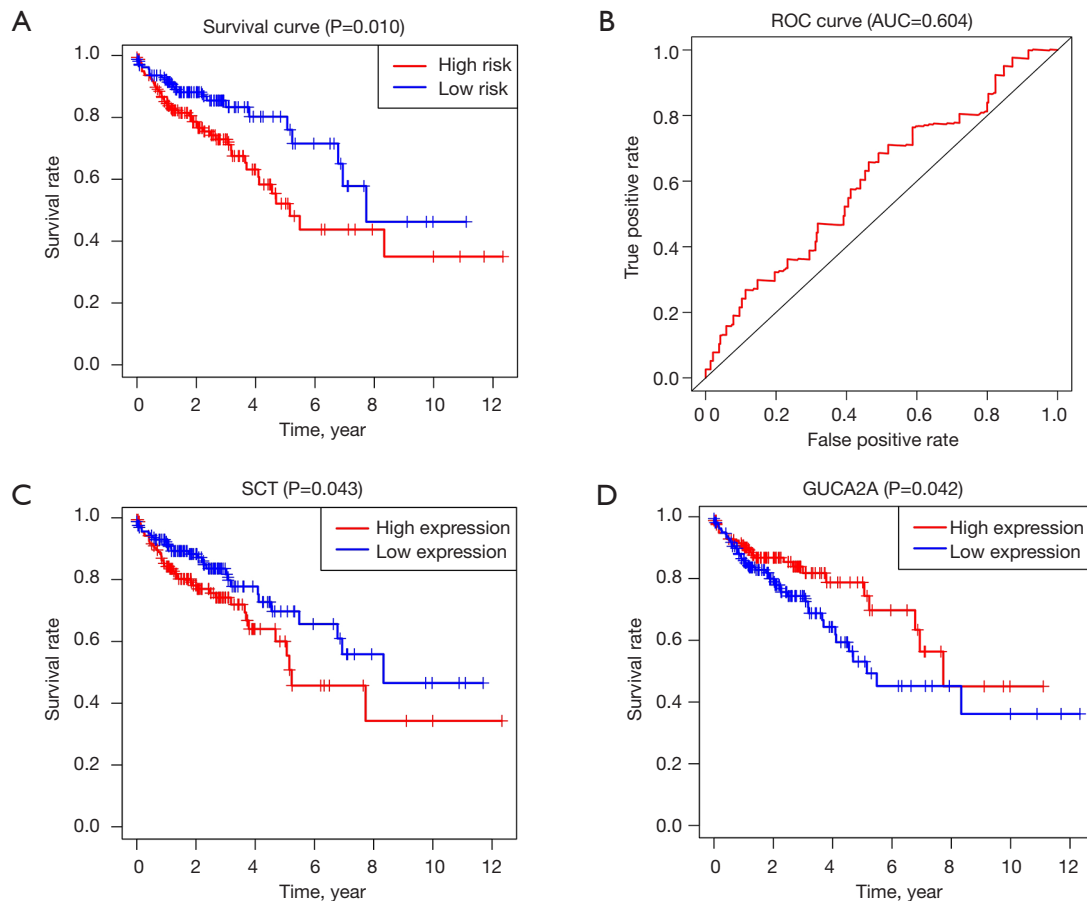 A
Survival curve (P=0.010)
High risk
Low risk
1.0
0.8
0.6
0.4
0.2
0.0
Survival rate
0 2 4 6 8 10 12
Time, year
B
ROC curve (AUC=0.604)
1.0
0.8
0.6
0.4
0.2
0.0
True positive rate
0 0 0.2 0.4 0.6 0.8 1.0
False positive rate
C
SCT (P=0.043)
High expression
Low expression
1.0
0.8
0.6
0.4
0.2
0.0
Survival rate
0 2 4 6 8 10 12
Time, year
D
GUCA2A (P=0.042)
High expression
Low expression
1.0
0.8
0.6
0.4
0.2
0.0
Survival rate
0 2 4 6 8 10 12
Time, year